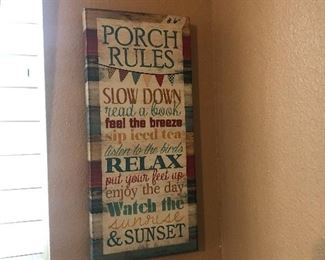 PORCH
RULES
SLOW DOWN
read a book
feel the breeze
sip iced tea
listen to the birds
RELAX
put your feet up
enjoy the day
Watch the
sunrise
& SUNSET